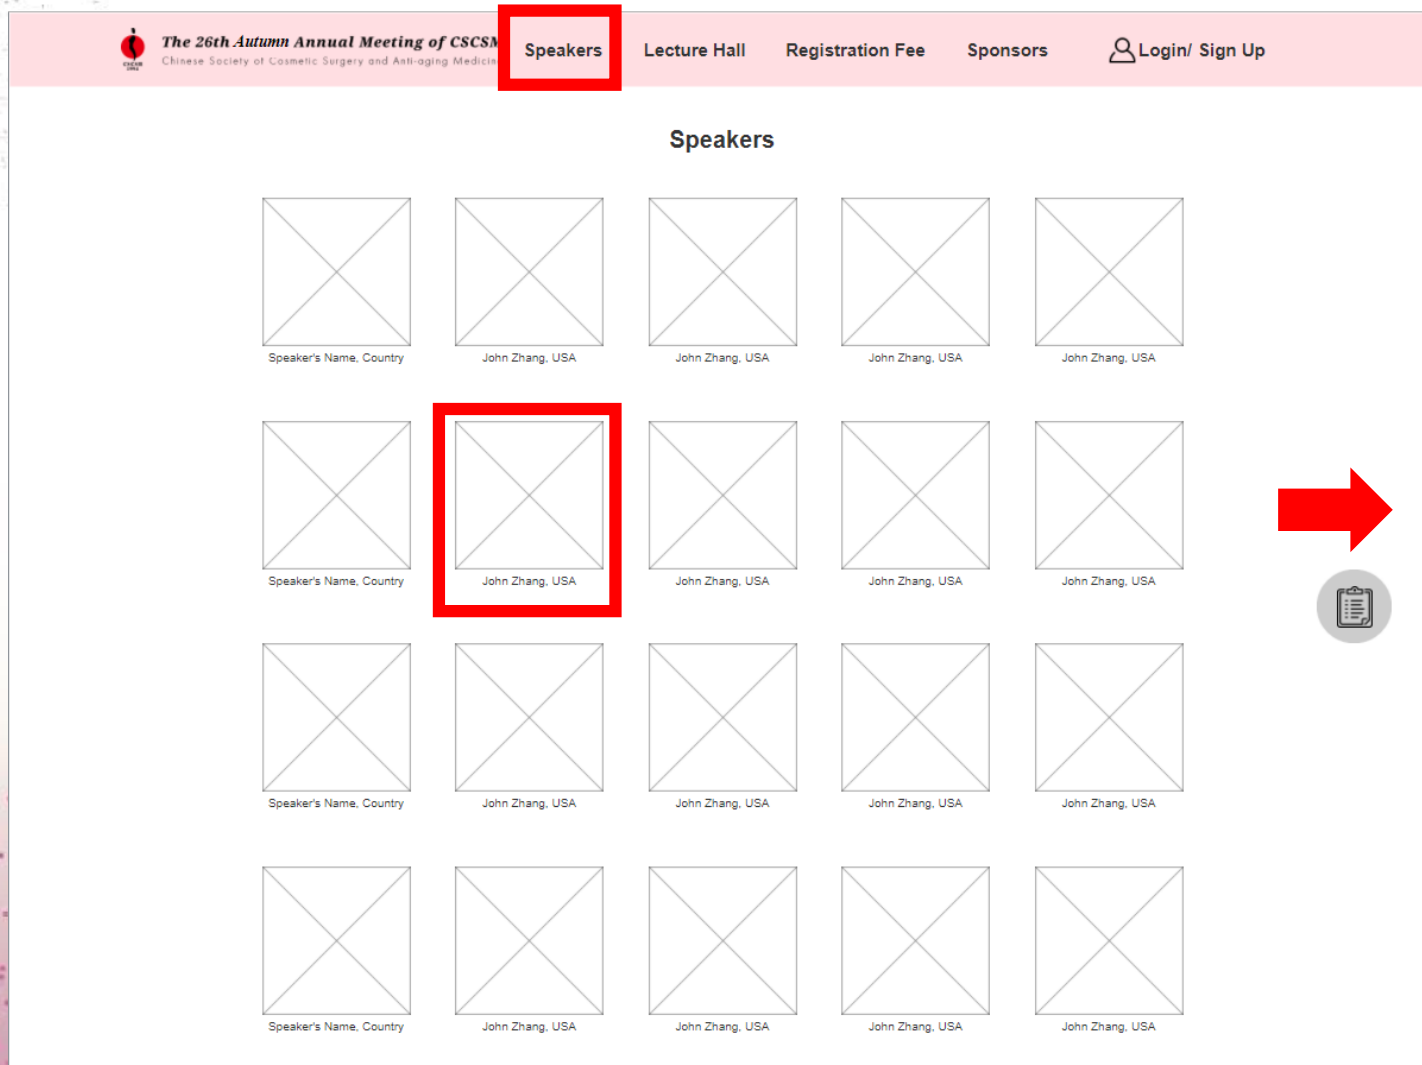 The 26th Autumn Annual Meeting of CSCSM
Chinese Society of Cosmetic Surgery and Anti-aging Medicin
Speakers
Lecture Hall
Registration Fee
Sponsors
Login/ Sign Up
Speakers
Speaker's Name, Country
John Zhang, USA
John Zhang, USA
John Zhang, USA
John Zhang, USA
Speaker's Name, Country
John Zhang, USA
John Zhang, USA
John Zhang, USA
John Zhang, USA
Speaker's Name, Country
John Zhang, USA
John Zhang, USA
John Zhang, USA
John Zhang, USA
Speaker's Name, Country
John Zhang, USA
John Zhang, USA
John Zhang, USA
John Zhang, USA